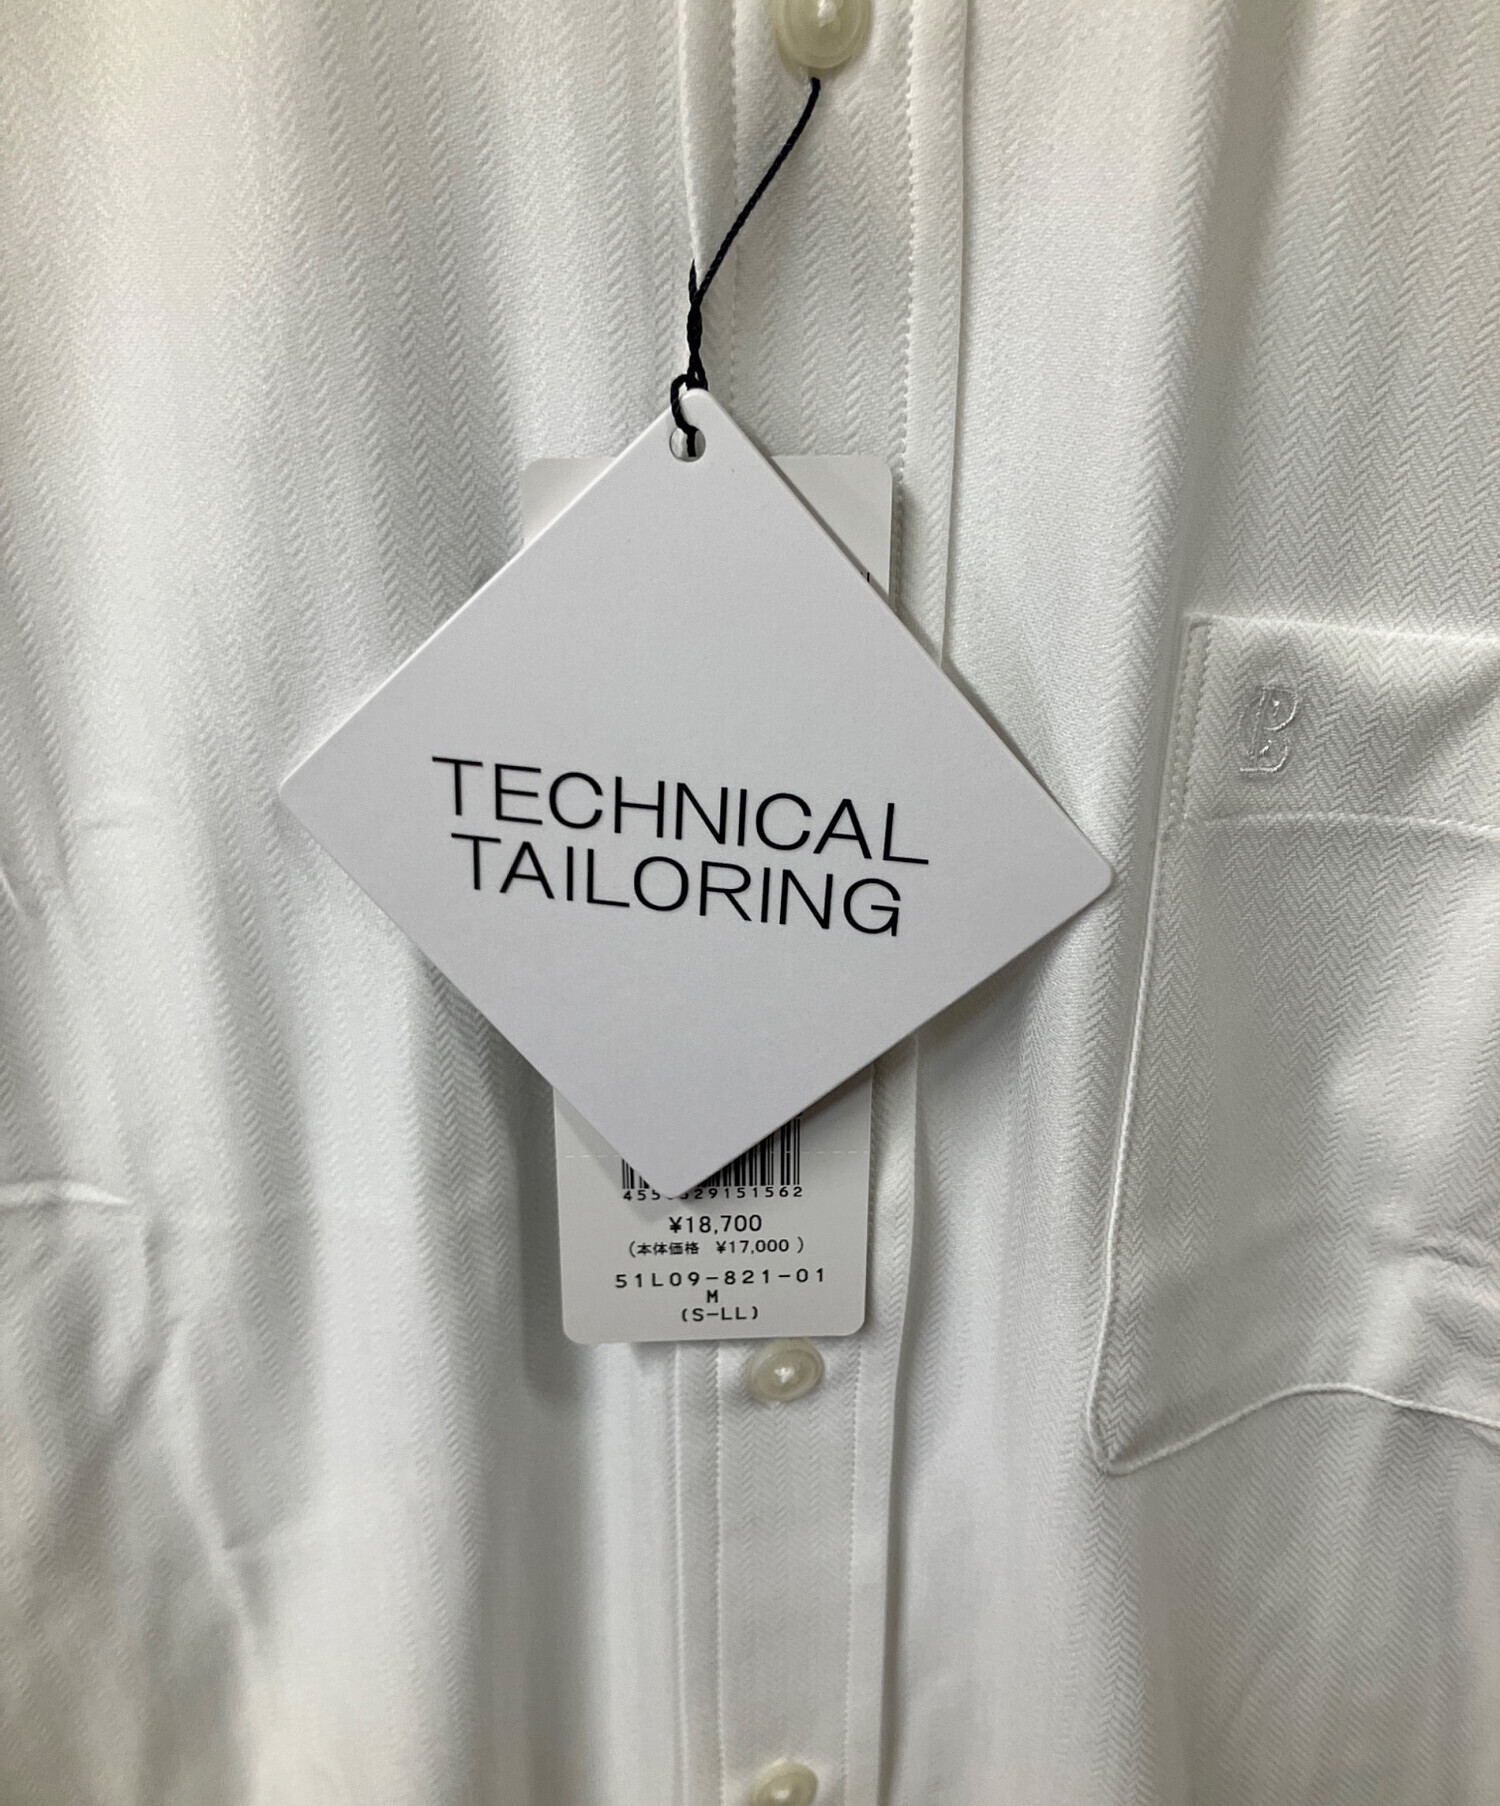 TECHNICAL
TAILORING
¥18,700
(本体価格 ¥17,000 )
51L09-821-01
M
(S-LL)